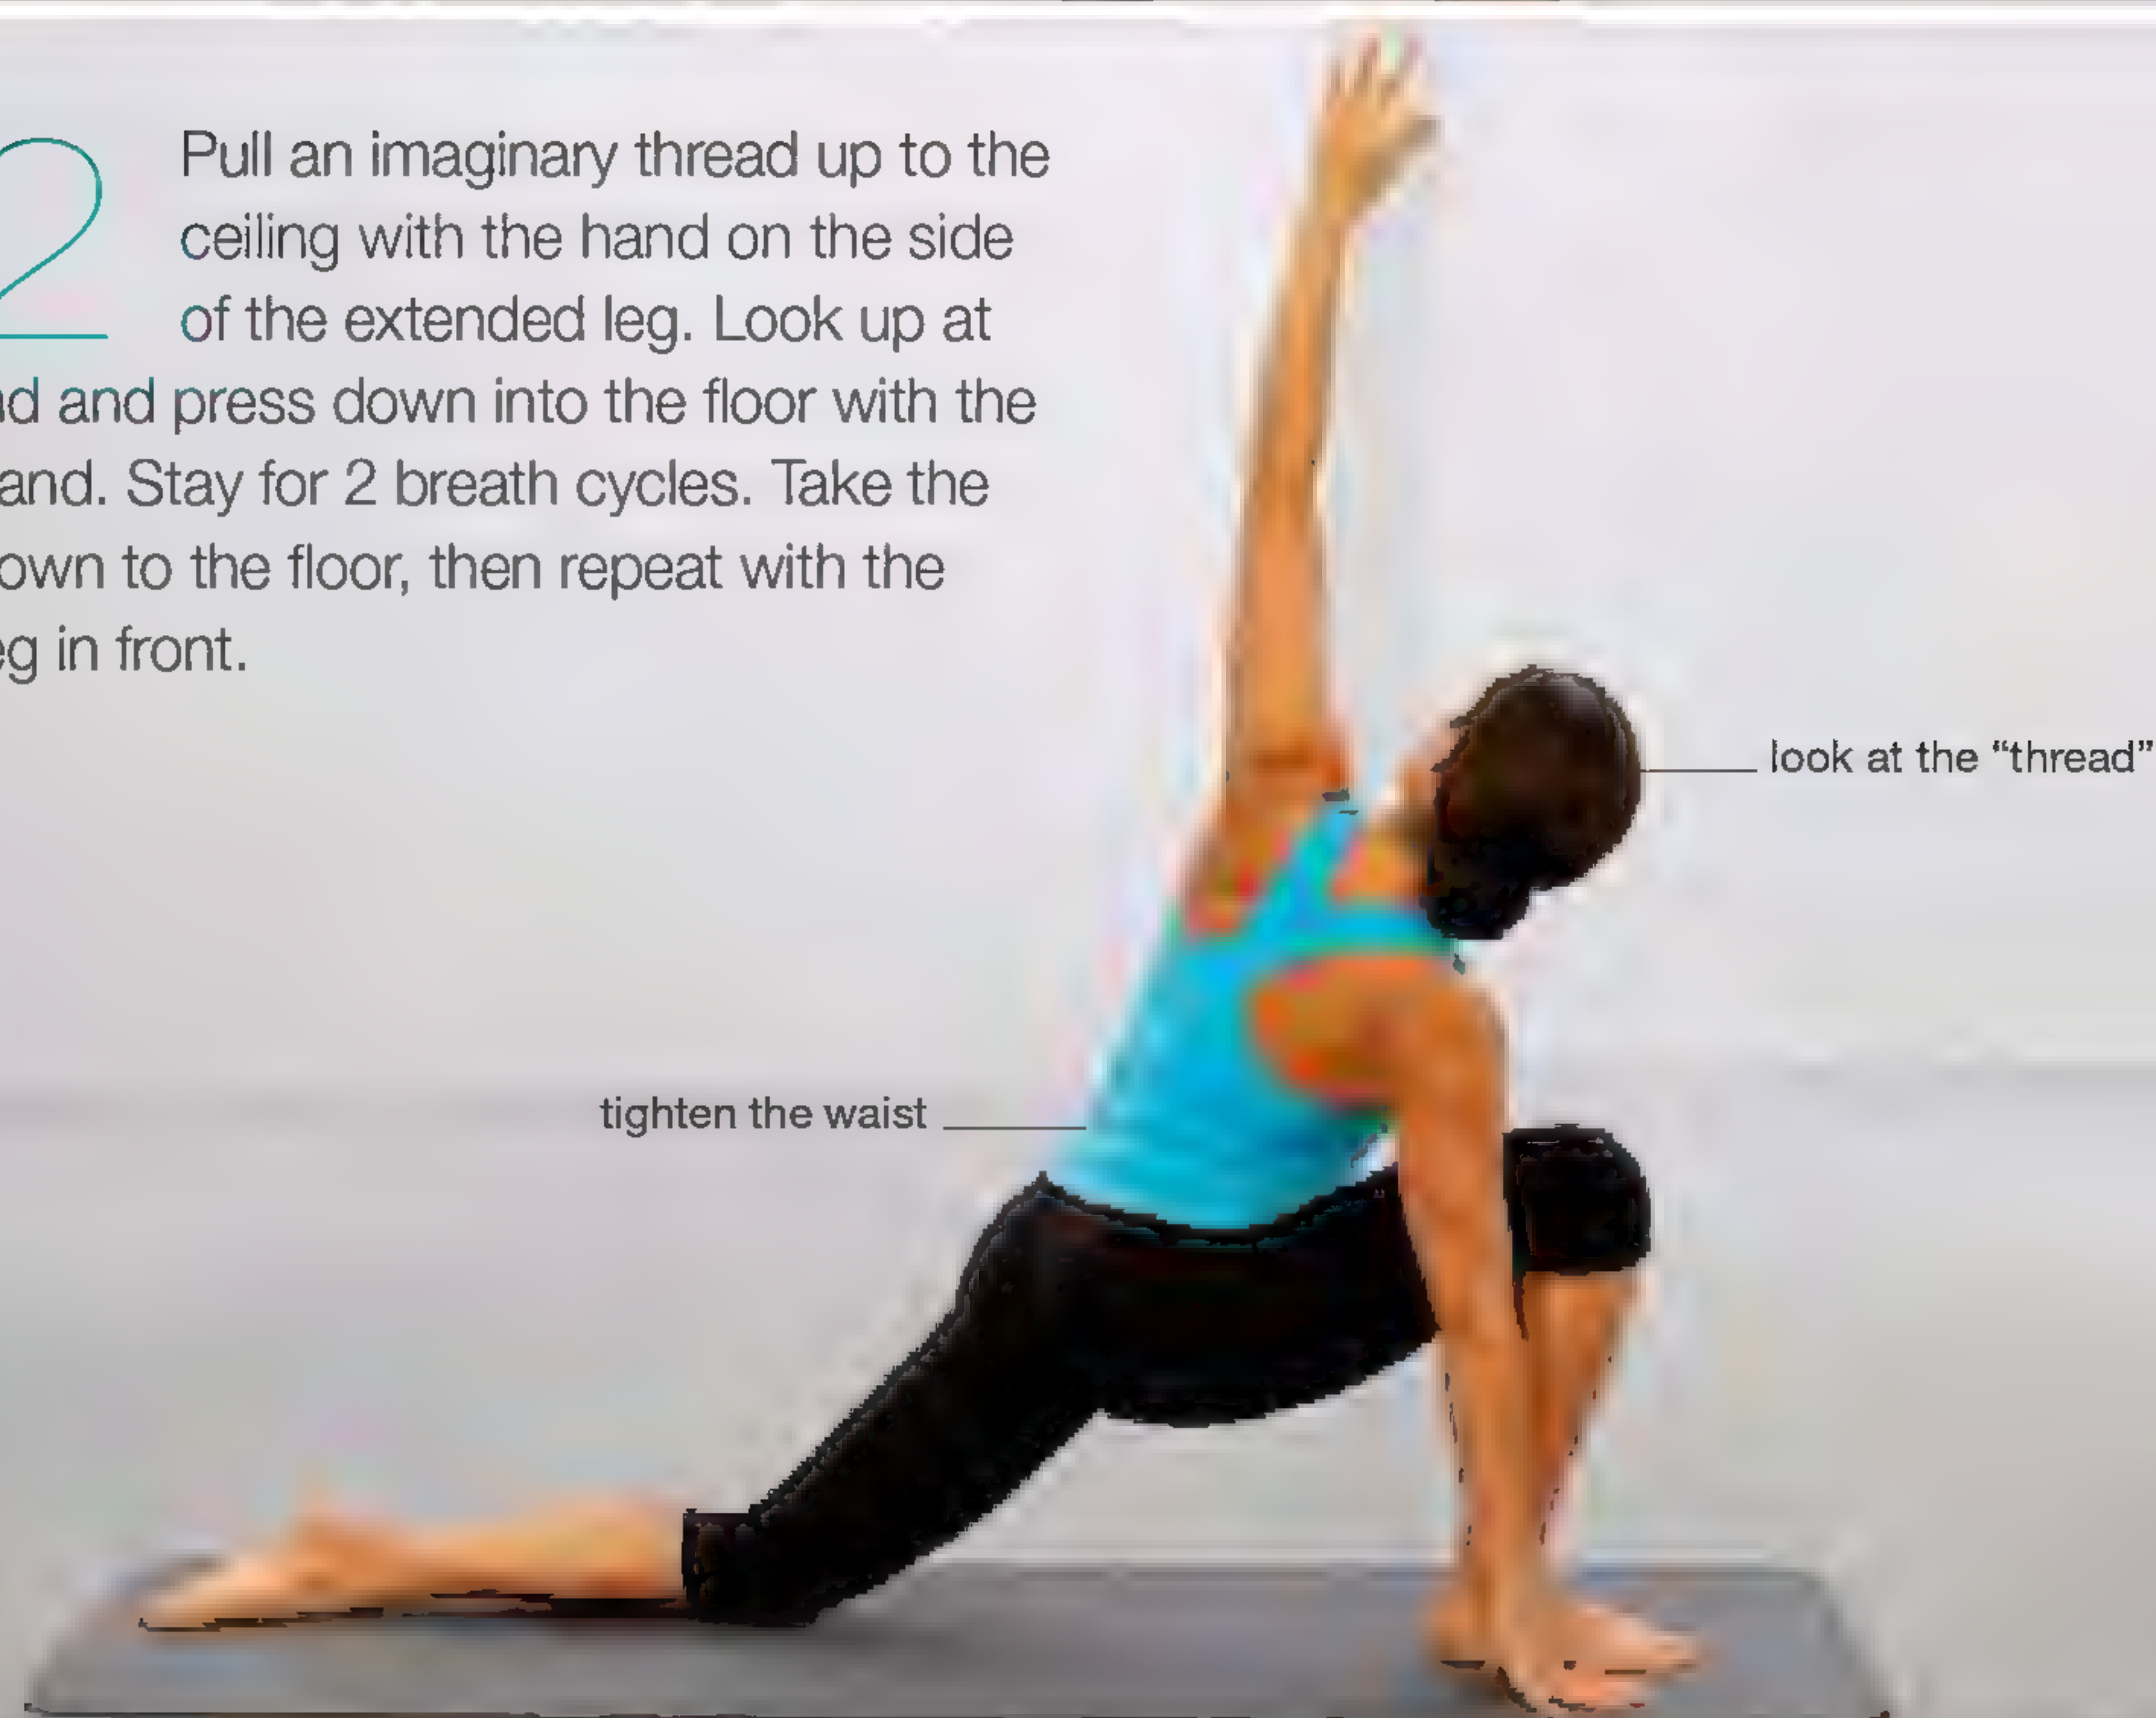 2
Pull an imaginary thread up to the
ceiling with the hand on the side
of the extended leg. Look up at
and press down into the floor with the
Stay for 2 breath cycles. Take the
to the floor, then repeat with the
in front.
look at the “thread”
tighten the waist